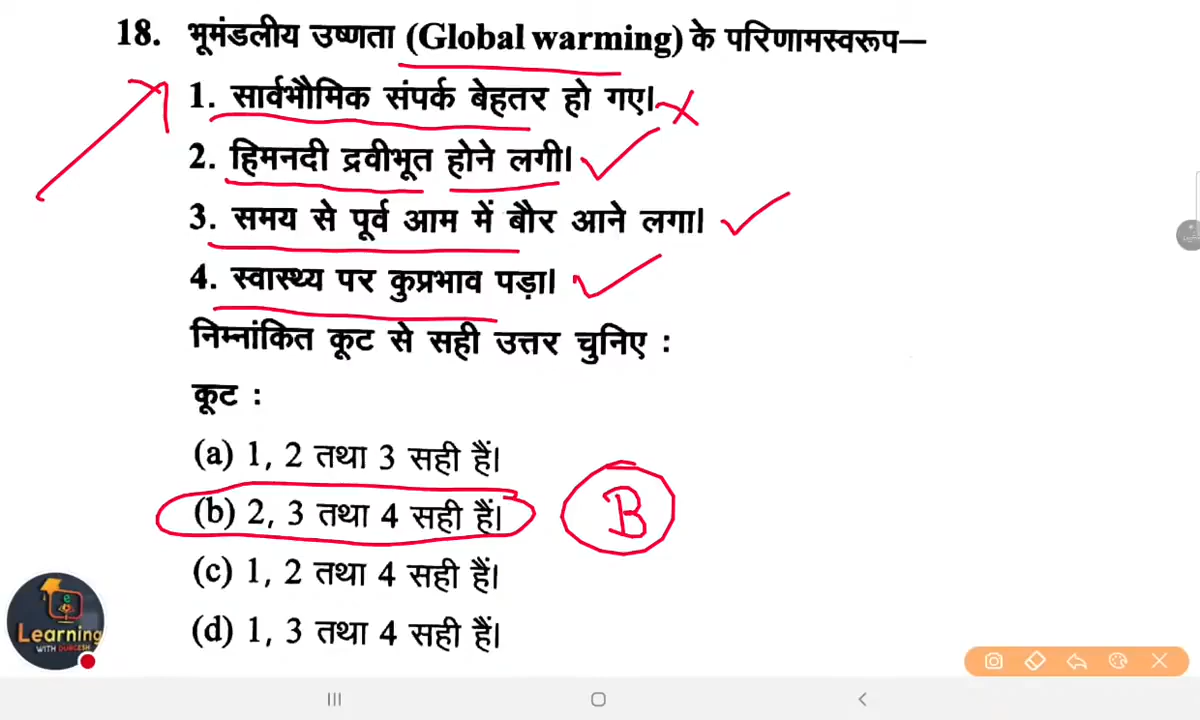 18. भूमंडलीय उष्णता (Global warming) के परिणामस्वरूप—
1. सार्वभौमिक संपर्क बेहतर हो गए।
2. हिमनदी द्रवीभूत होने लगी।
3. समय से पूर्व आम में बौर आने लगा।
4. स्वास्थ्य पर कुप्रभाव पड़ा।
निम्नांकित कूट से सही उत्तर चुनिए :
कूट :
(a) 1, 2 तथा 3 सही हैं।
(b) 2, 3 तथा 4 सही हैं।
B
(c) 1, 2 तथा 4 सही हैं।
(d) 1, 3 तथा 4 सही हैं।
e
Learning
WITH DURGESH